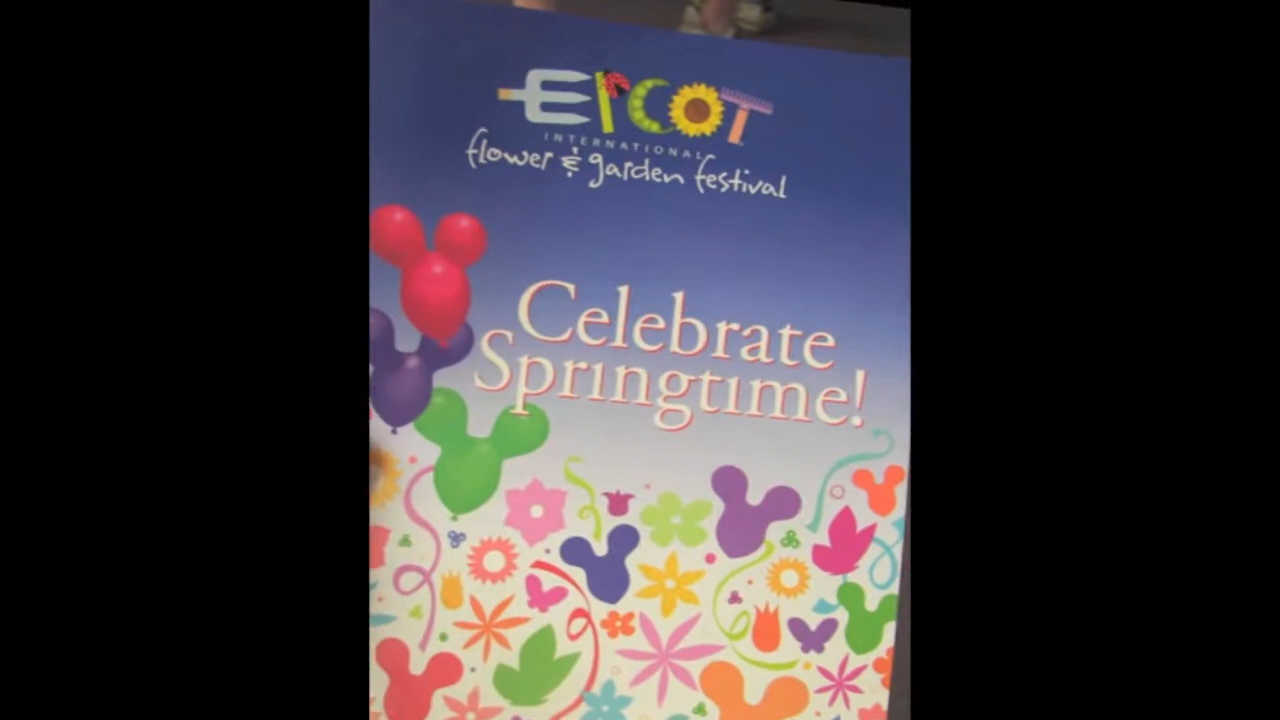 EPCOT
INTERNATIONAL
flower & garden festival
Celebrate
Springtime!